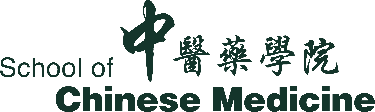 School of 中醫藥學院
Chinese Medicine